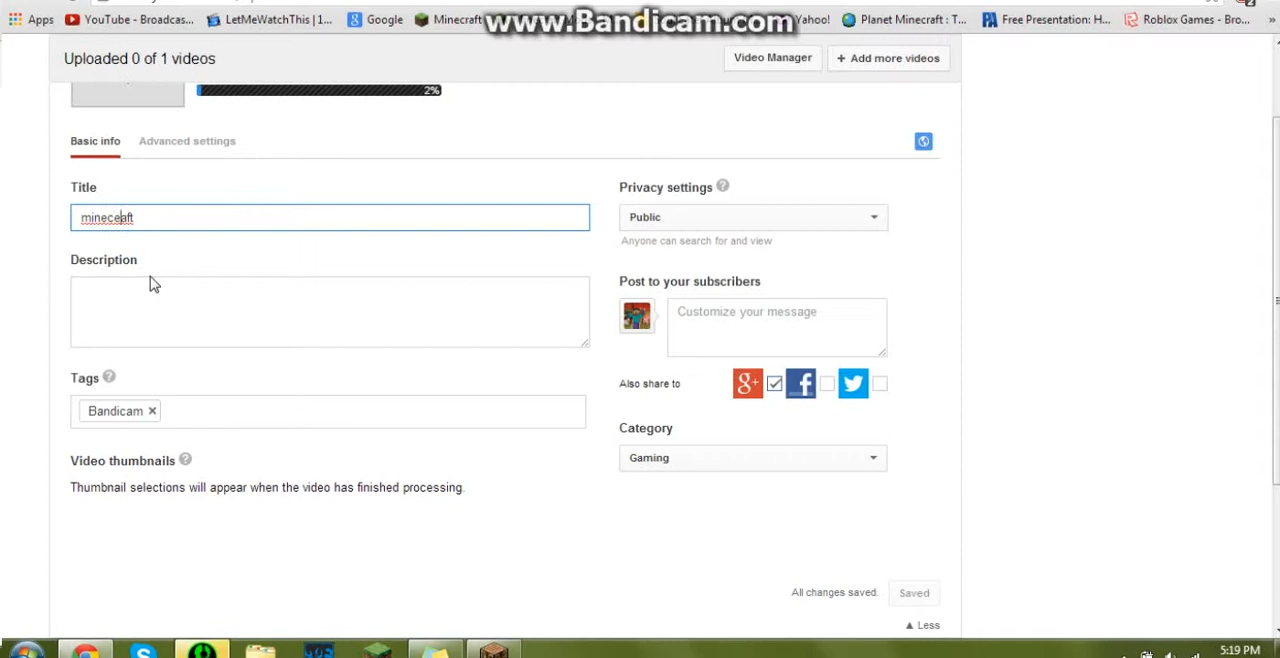 www.Bandicam.com
Apps YouTube - Broadcas... LetMeWatchThis | 1... Google Minecraft Yahoo! Planet Minecraft : T... Free Presentation: H... Roblox Games - Bro... »
Uploaded 0 of 1 videos
Video Manager
+ Add more videos
2%
Basic info Advanced settings
Title
mineceaft
Description
Tags ?
Bandicam ×
Video thumbnails ?
Thumbnail selections will appear when the video has finished processing.
Privacy settings ?
Public
Anyone can search for and view
Post to your subscribers
Customize your message
Also share to g+ f
Category
Gaming
All changes saved. Saved
▲ Less
5:19 PM